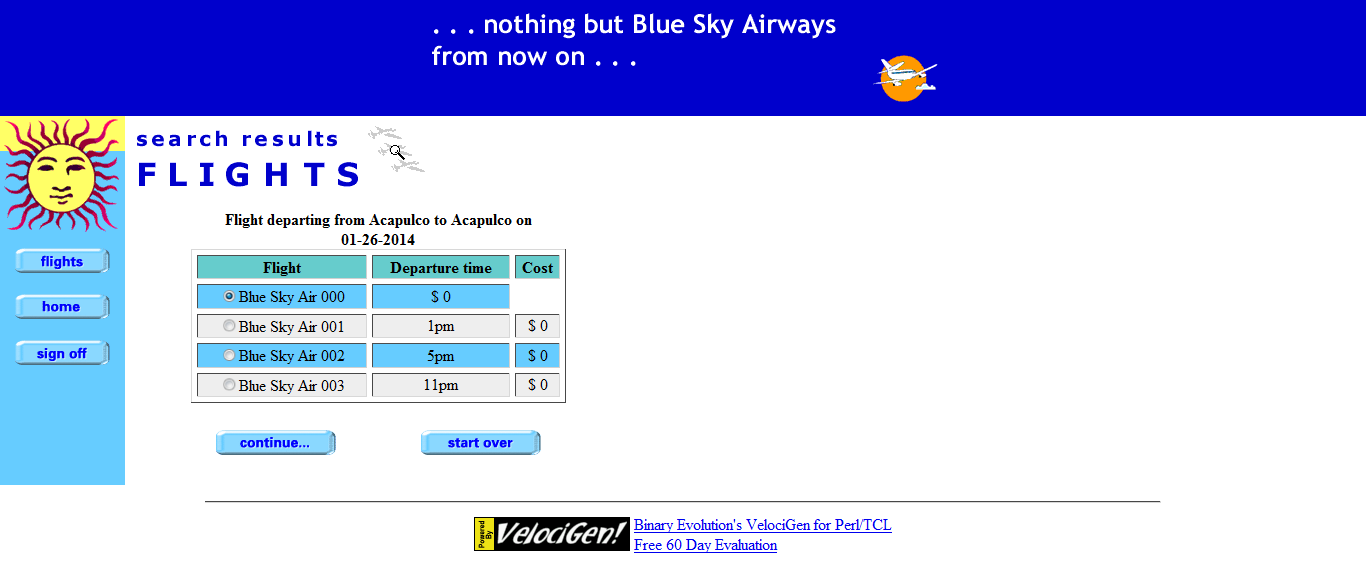 . . . nothing but Blue Sky Airways
from now on . . .
search results
FLIGHTS
flights
home
sign off
Flight departing from Acapulco to Acapulco on
01-26-2014
Flight Departure time Cost
Blue Sky Air 000 $ 0
Blue Sky Air 001 1pm $ 0
Blue Sky Air 002 5pm $ 0
Blue Sky Air 003 11pm $ 0
continue... start over
Powered By VelociGen!
Binary Evolution's VelociGen for Perl/TCL
Free 60 Day Evaluation